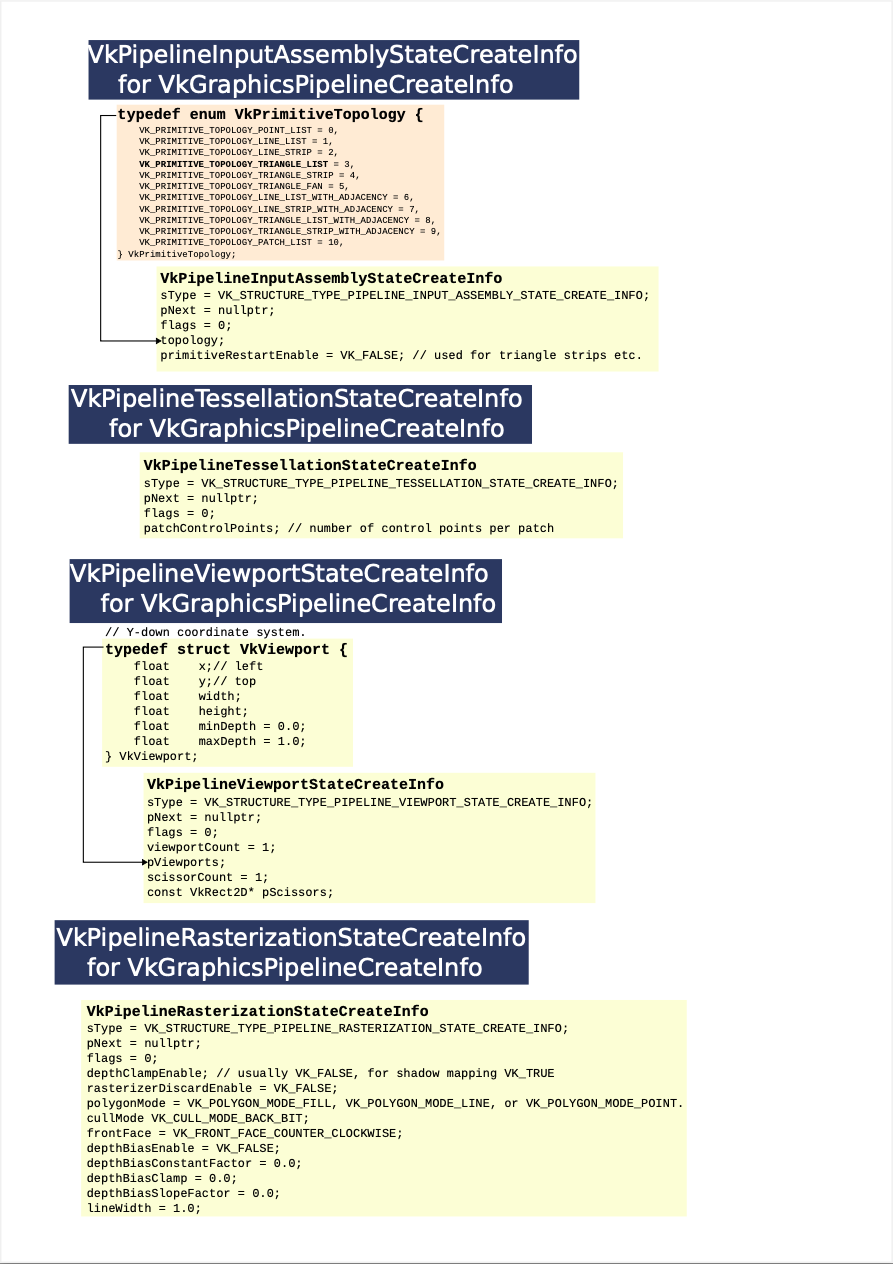 VkPipelineInputAssemblyStateCreateInfo
for VkGraphicsPipelineCreateInfo
typedef enum VkPrimitiveTopology {
VK_PRIMITIVE_TOPOLOGY_POINT_LIST = 0,
VK_PRIMITIVE_TOPOLOGY_LINE_LIST = 1,
VK_PRIMITIVE_TOPOLOGY_LINE_STRIP = 2,
VK_PRIMITIVE_TOPOLOGY_TRIANGLE_LIST = 3,
VK_PRIMITIVE_TOPOLOGY_TRIANGLE_STRIP = 4,
VK_PRIMITIVE_TOPOLOGY_TRIANGLE_FAN = 5,
VK_PRIMITIVE_TOPOLOGY_LINE_LIST_WITH_ADJACENCY = 6,
VK_PRIMITIVE_TOPOLOGY_LINE_STRIP_WITH_ADJACENCY = 7,
VK_PRIMITIVE_TOPOLOGY_TRIANGLE_LIST_WITH_ADJACENCY = 8,
VK_PRIMITIVE_TOPOLOGY_TRIANGLE_STRIP_WITH_ADJACENCY = 9,
VK_PRIMITIVE_TOPOLOGY_PATCH_LIST = 10,
} VkPrimitiveTopology;
VkPipelineInputAssemblyStateCreateInfo
sType = VK_STRUCTURE_TYPE_PIPELINE_INPUT_ASSEMBLY_STATE_CREATE_INFO;
pNext = nullptr;
flags = 0;
topology;
primitiveRestartEnable = VK_FALSE; // used for triangle strips etc.
VkPipelineTessellationStateCreateInfo
for VkGraphicsPipelineCreateInfo
VkPipelineTessellationStateCreateInfo
sType = VK_STRUCTURE_TYPE_PIPELINE_TESSELLATION_STATE_CREATE_INFO;
pNext = nullptr;
flags = 0;
patchControlPoints; // number of control points per patch
VkPipelineViewportStateCreateInfo
for VkGraphicsPipelineCreateInfo
// Y-down coordinate system.
typedef struct VkViewport {
float    x;// left
float    y;// top
float    width;
float    height;
float    minDepth = 0.0;
float    maxDepth = 1.0;
} VkViewport;
VkPipelineViewportStateCreateInfo
sType = VK_STRUCTURE_TYPE_PIPELINE_VIEWPORT_STATE_CREATE_INFO;
pNext = nullptr;
flags = 0;
viewportCount = 1;
pViewports;
scissorCount = 1;
const VkRect2D* pScissors;
VkPipelineRasterizationStateCreateInfo
for VkGraphicsPipelineCreateInfo
VkPipelineRasterizationStateCreateInfo
sType = VK_STRUCTURE_TYPE_PIPELINE_RASTERIZATION_STATE_CREATE_INFO;
pNext = nullptr;
flags = 0;
depthClampEnable; // usually VK_FALSE, for shadow mapping VK_TRUE
rasterizerDiscardEnable = VK_FALSE;
polygonMode = VK_POLYGON_MODE_FILL, VK_POLYGON_MODE_LINE, or VK_POLYGON_MODE_POINT.
cullMode VK_CULL_MODE_BACK_BIT;
frontFace = VK_FRONT_FACE_COUNTER_CLOCKWISE;
depthBiasEnable = VK_FALSE;
depthBiasConstantFactor = 0.0;
depthBiasClamp = 0.0;
depthBiasSlopeFactor = 0.0;
lineWidth = 1.0;